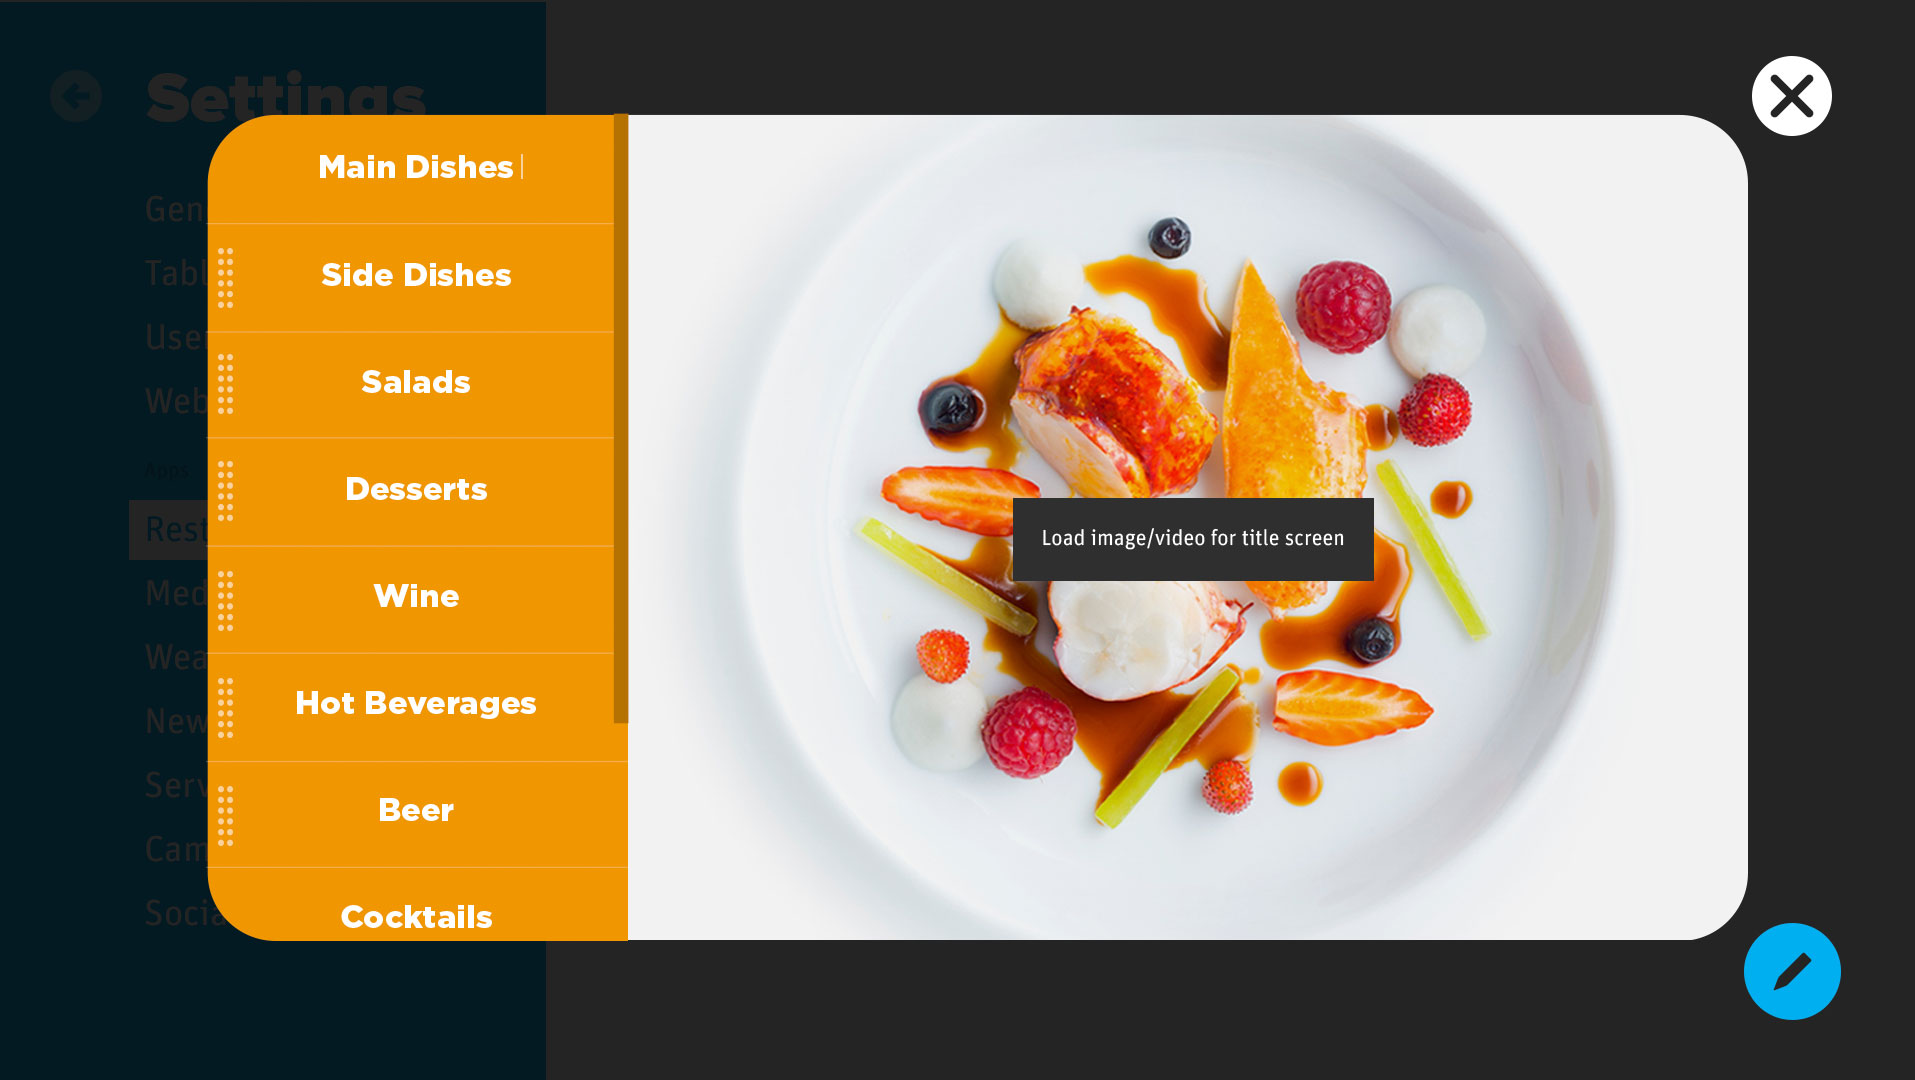 Settings
Main Dishes
Gen
Side Dishes
Tabl
User
Salads
Web
Apps
Desserts
Rest
Load image/video for title screen
Wine
Med
Wea
Hot Beverages
New
Serv
Beer
Cam
Cocktails
Socia